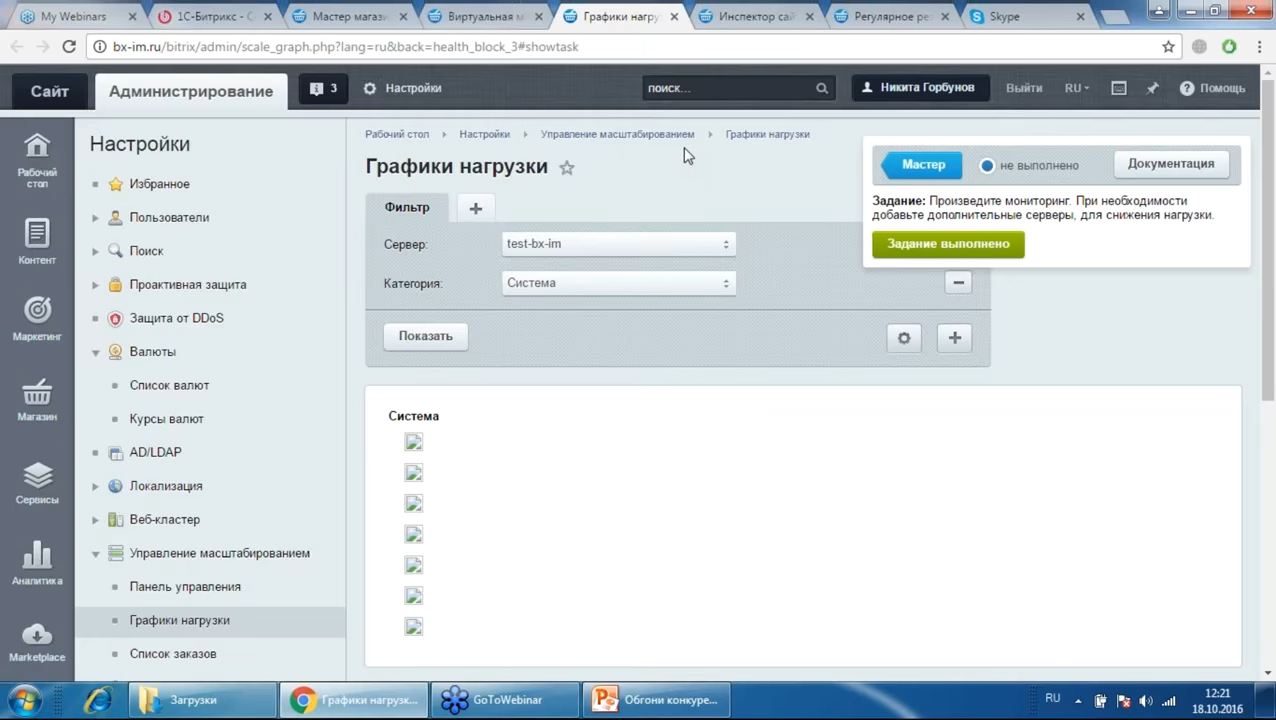 My Webinars
1С-Битрикс - С
Мастер магази
Виртуальная м
Графики нагру
Инспектор сай
Регулярное ре
Skype
bx-im.ru/bitrix/admin/scale_graph.php?lang=ru&back=health_block_3#showtask
Сайт
Администрирование
3
Настройки
поиск...
Никита Горбунов
Выйти
RU
Помощь
Рабочий стол
Настройки
Управление масштабированием
Графики нагрузки
Графики нагрузки
Мастер
не выполнено
Документация
Задание: Произведите мониторинг. При необходимости
добавьте дополнительные серверы, для снижения нагрузки.
Задание выполнено
Фильтр
Сервер:
test-bx-im
Категория:
Система
Показать
Система
Рабочий
стол
Контент
Маркетинг
Магазин
Сервисы
Аналитика
Marketplace
Настройки
Избранное
Пользователи
Поиск
Проактивная защита
Защита от DDoS
Валюты
Список валют
Курсы валют
AD/LDAP
Локализация
Веб-кластер
Управление масштабированием
Панель управления
Графики нагрузки
Список заказов
Загрузки
Графики нагрузк...
GoToWebinar
Обгони конкуре...
RU
12:21
18.10.2016